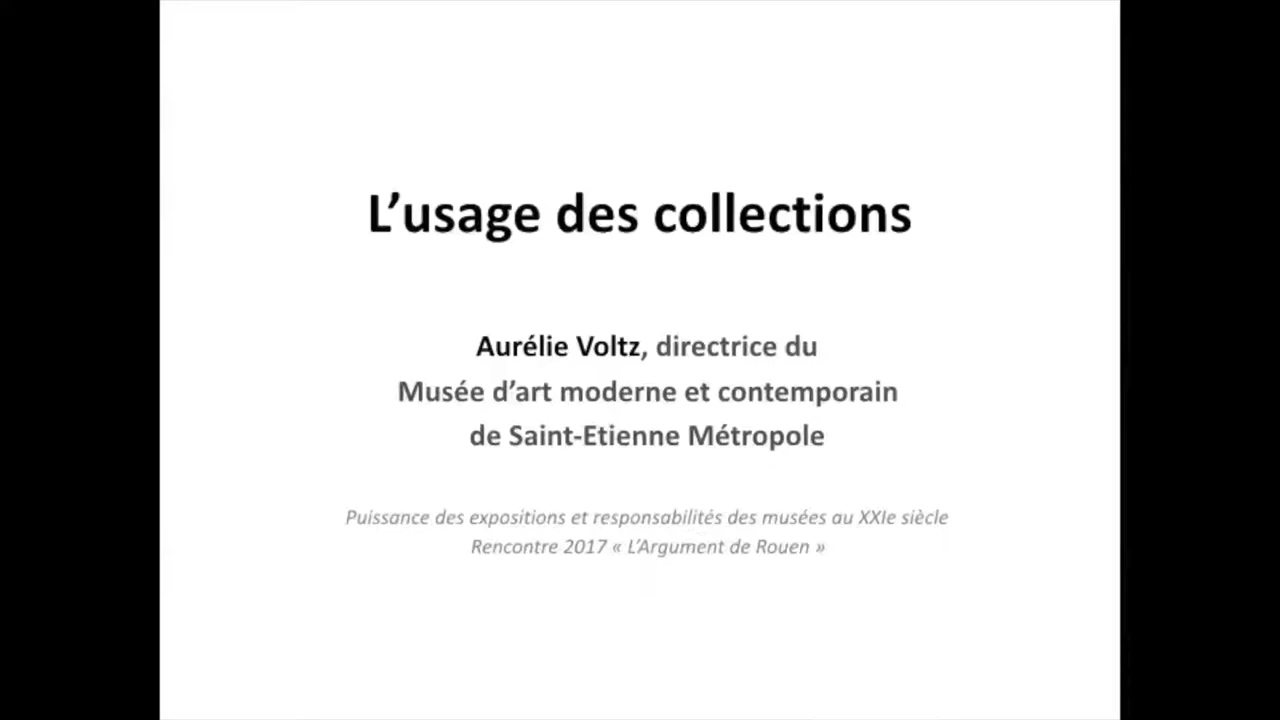 L’usage des collections
Aurélie Voltz, directrice du
Musée d’art moderne et contemporain
de Saint-Etienne Métropole
Puissance des expositions et responsabilités des musées au XXIe siècle
Rencontre 2017 « L’Argument de Rouen »